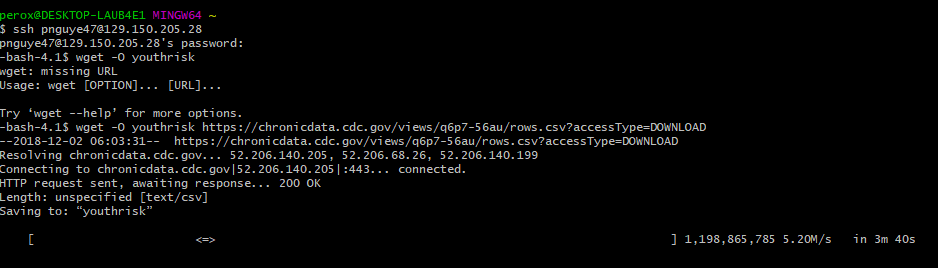 perox@DESKTOP-LAUB4E1 MINGW64 ~
$ ssh pnguye47@129.150.205.28
pnguye47@129.150.205.28's password:
-bash-4.1$ wget -O youthrisk
wget: missing URL
Usage: wget [OPTION]... [URL]...
Try ‘wget --help’ for more options.
-bash-4.1$ wget -O youthrisk https://chronicdata.cdc.gov/views/q6p7-56au/rows.csv?accessType=DOWNLOAD
--2018-12-02 06:03:31--  https://chronicdata.cdc.gov/views/q6p7-56au/rows.csv?accessType=DOWNLOAD
Resolving chronicdata.cdc.gov... 52.206.140.205, 52.206.68.26, 52.206.140.199
Connecting to chronicdata.cdc.gov|52.206.140.205|:443... connected.
HTTP request sent, awaiting response... 200 OK
Length: unspecified [text/csv]
Saving to: “youthrisk”
[ <=> ] 1,198,865,785 5.20M/s in 3m 40s